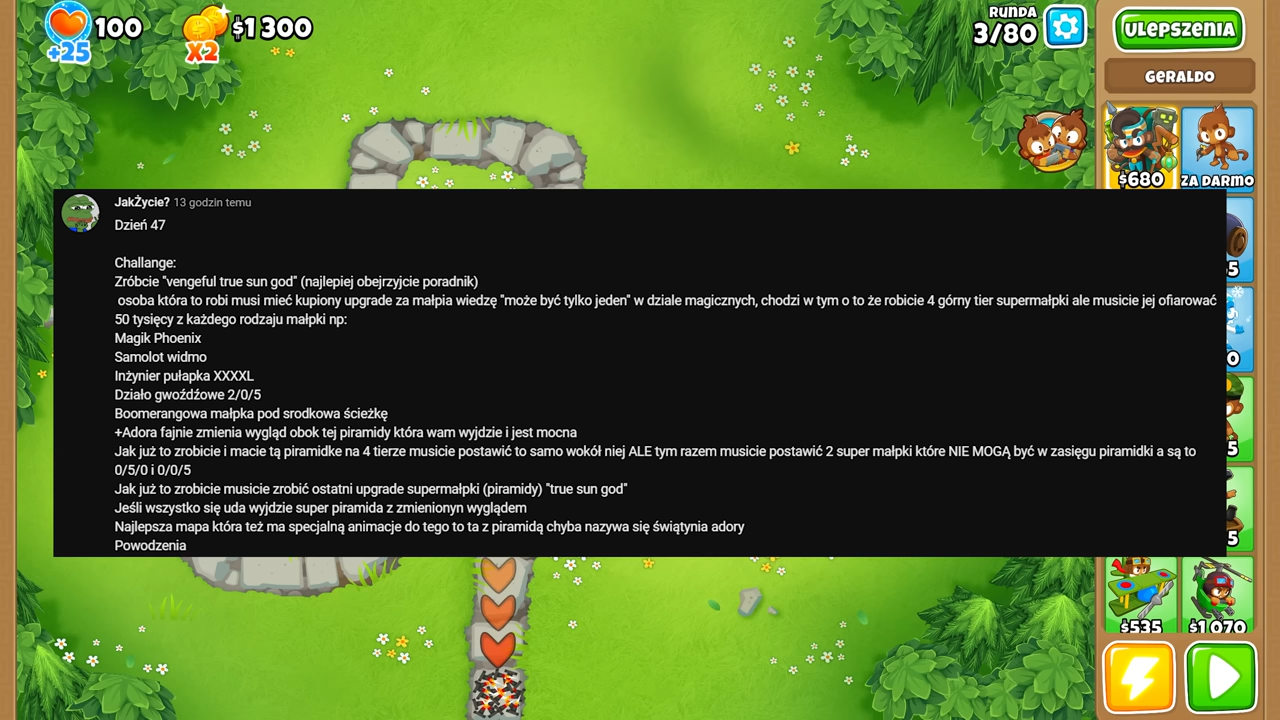 100
+25
$1 300
X2
RUNDA
3/80
ULEPSZENIA
GERALDO
$680
ZA DARMO
JakŻycie? 13 godzin temu
Dzień 47
Challange:
Zróbcie "vengeful true sun god" (najlepiej obejrzyjcie poradnik)
osoba która to robi musi mieć kupiony upgrade za małpia wiedzę "może być tylko jeden" w dziale magicznych, chodzi w tym o to że robicie 4 górny tier supermałpki ale musicie jej ofiarować
50 tysięcy z każdego rodzaju małpki np:
Magik Phoenix
Samolot widmo
Inżynier pułapka XXXXL
Działo gwoźdźowe 2/0/5
Boomerangowa małpka pod srodkowa ścieżkę
+Adora fajnie zmienia wygląd obok tej piramidy która wam wyjdzie i jest mocna
Jak już to zrobicie i macie tą piramidke na 4 tierze musicie postawić to samo wokół niej ALE tym razem musicie postawić 2 super małpki które NIE MOGĄ być w zasięgu piramidki a są to
0/5/0 i 0/0/5
Jak już to zrobicie musicie zrobić ostatni upgrade supermałpki (piramidy) "true sun god"
Jeśli wszystko się uda wyjdzie super piramida z zmienionyn wyglądem
Najlepsza mapa która też ma specjalną animacje do tego to ta z piramidą chyba nazywa się świątynia adory
Powodzenia
5
0
5
5
$535
$1 070